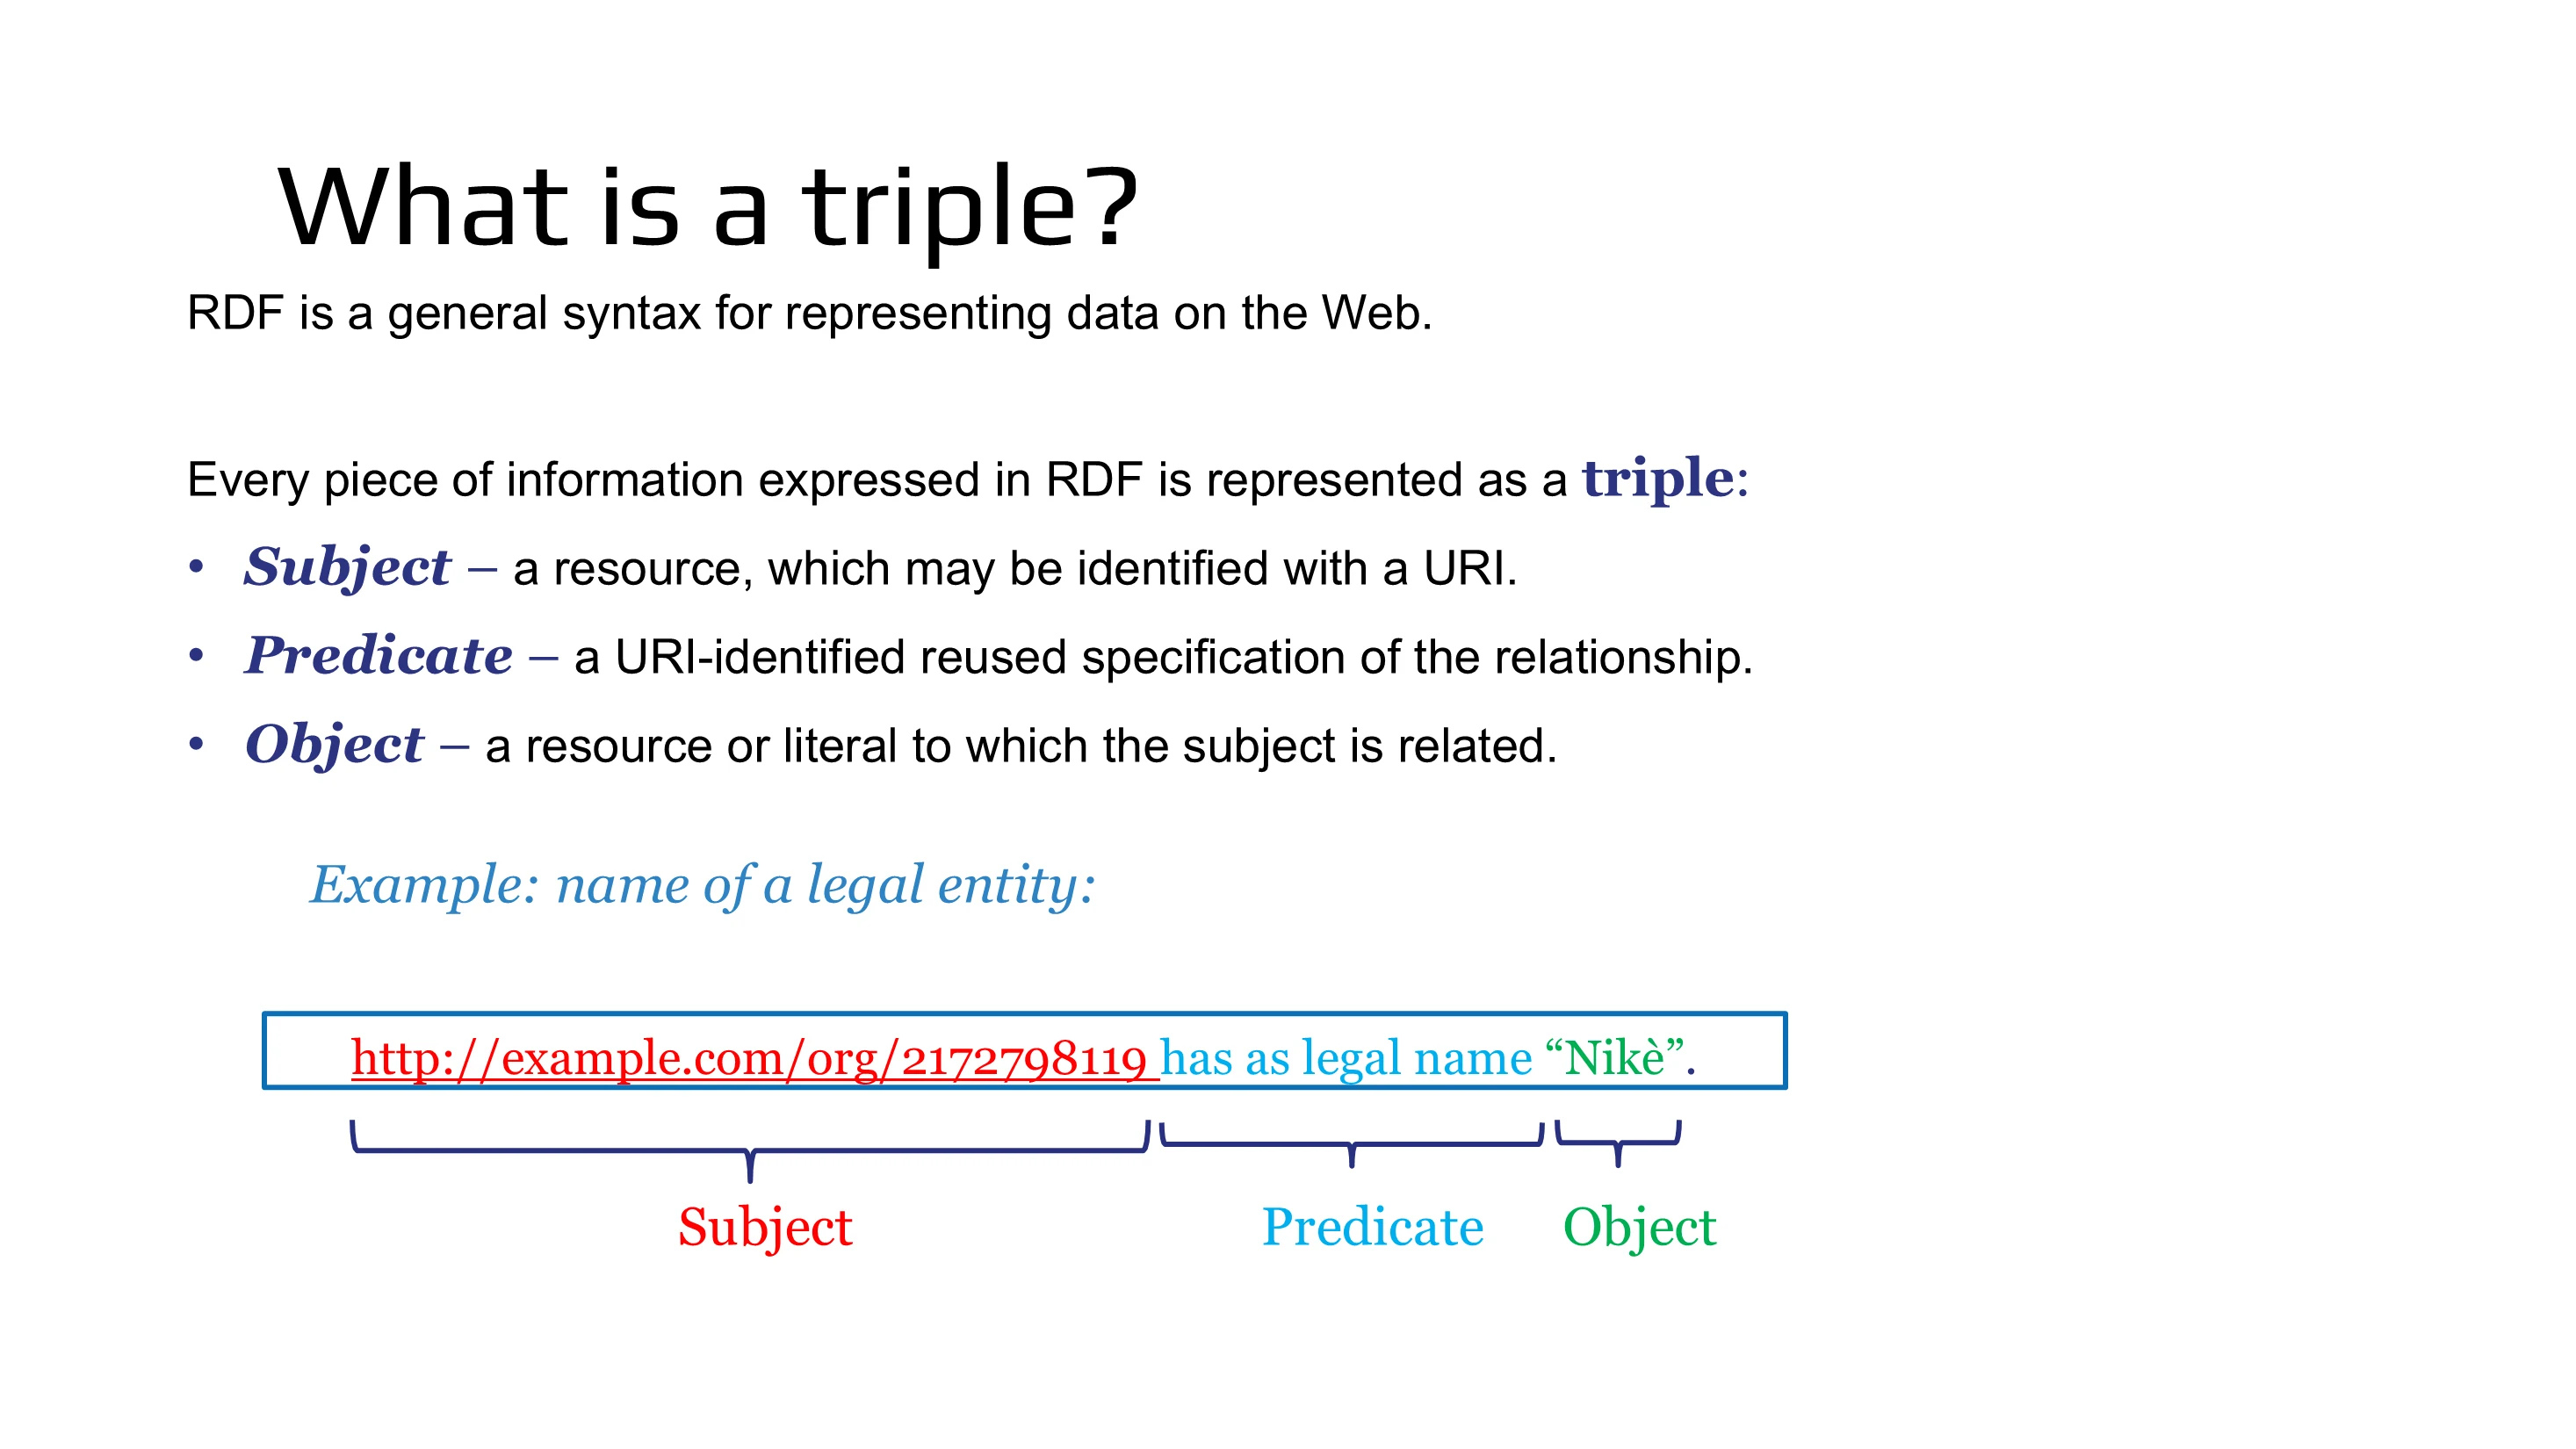 What is a triple?
RDF is a general syntax for representing data on the Web.
Every piece of information expressed in RDF is represented as a triple:
• Subject – a resource, which may be identified with a URI.
• Predicate – a URI-identified reused specification of the relationship.
• Object – a resource or literal to which the subject is related.
Example: name of a legal entity:
http://example.com/org/2172798119 has as legal name “Nikè”.
Subject Predicate Object